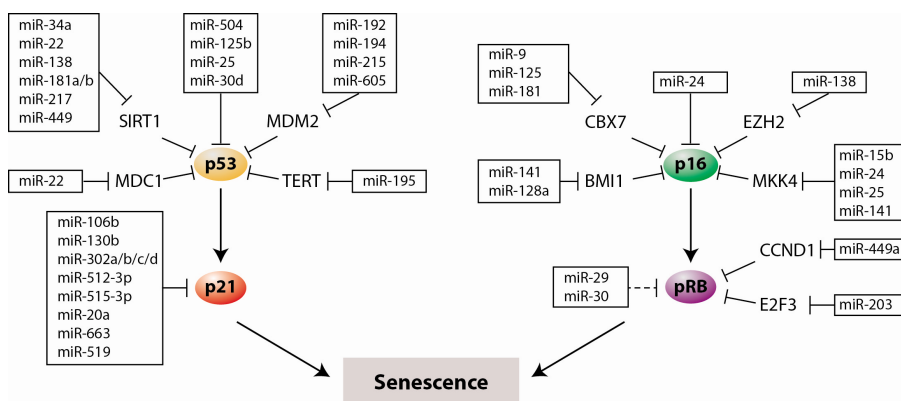 miR-34a
miR-22
miR-138
miR-181a/b
miR-217
miR-449
miR-504
miR-125b
miR-25
miR-30d
miR-192
miR-194
miR-215
miR-605
SIRT1
MDM2
p53
miR-22
MDC1
TERT
miR-195
miR-106b
miR-130b
miR-302a/b/c/d
miR-512-3p
miR-515-3p
miR-20a
miR-663
miR-519
p21
miR-9
miR-125
miR-181
miR-24
miR-138
CBX7
EZH2
p16
miR-141
miR-128a
BMI1
MKK4
miR-15b
miR-24
miR-25
miR-141
CCND1
miR-449a
miR-29
miR-30
pRB
E2F3
miR-203
Senescence